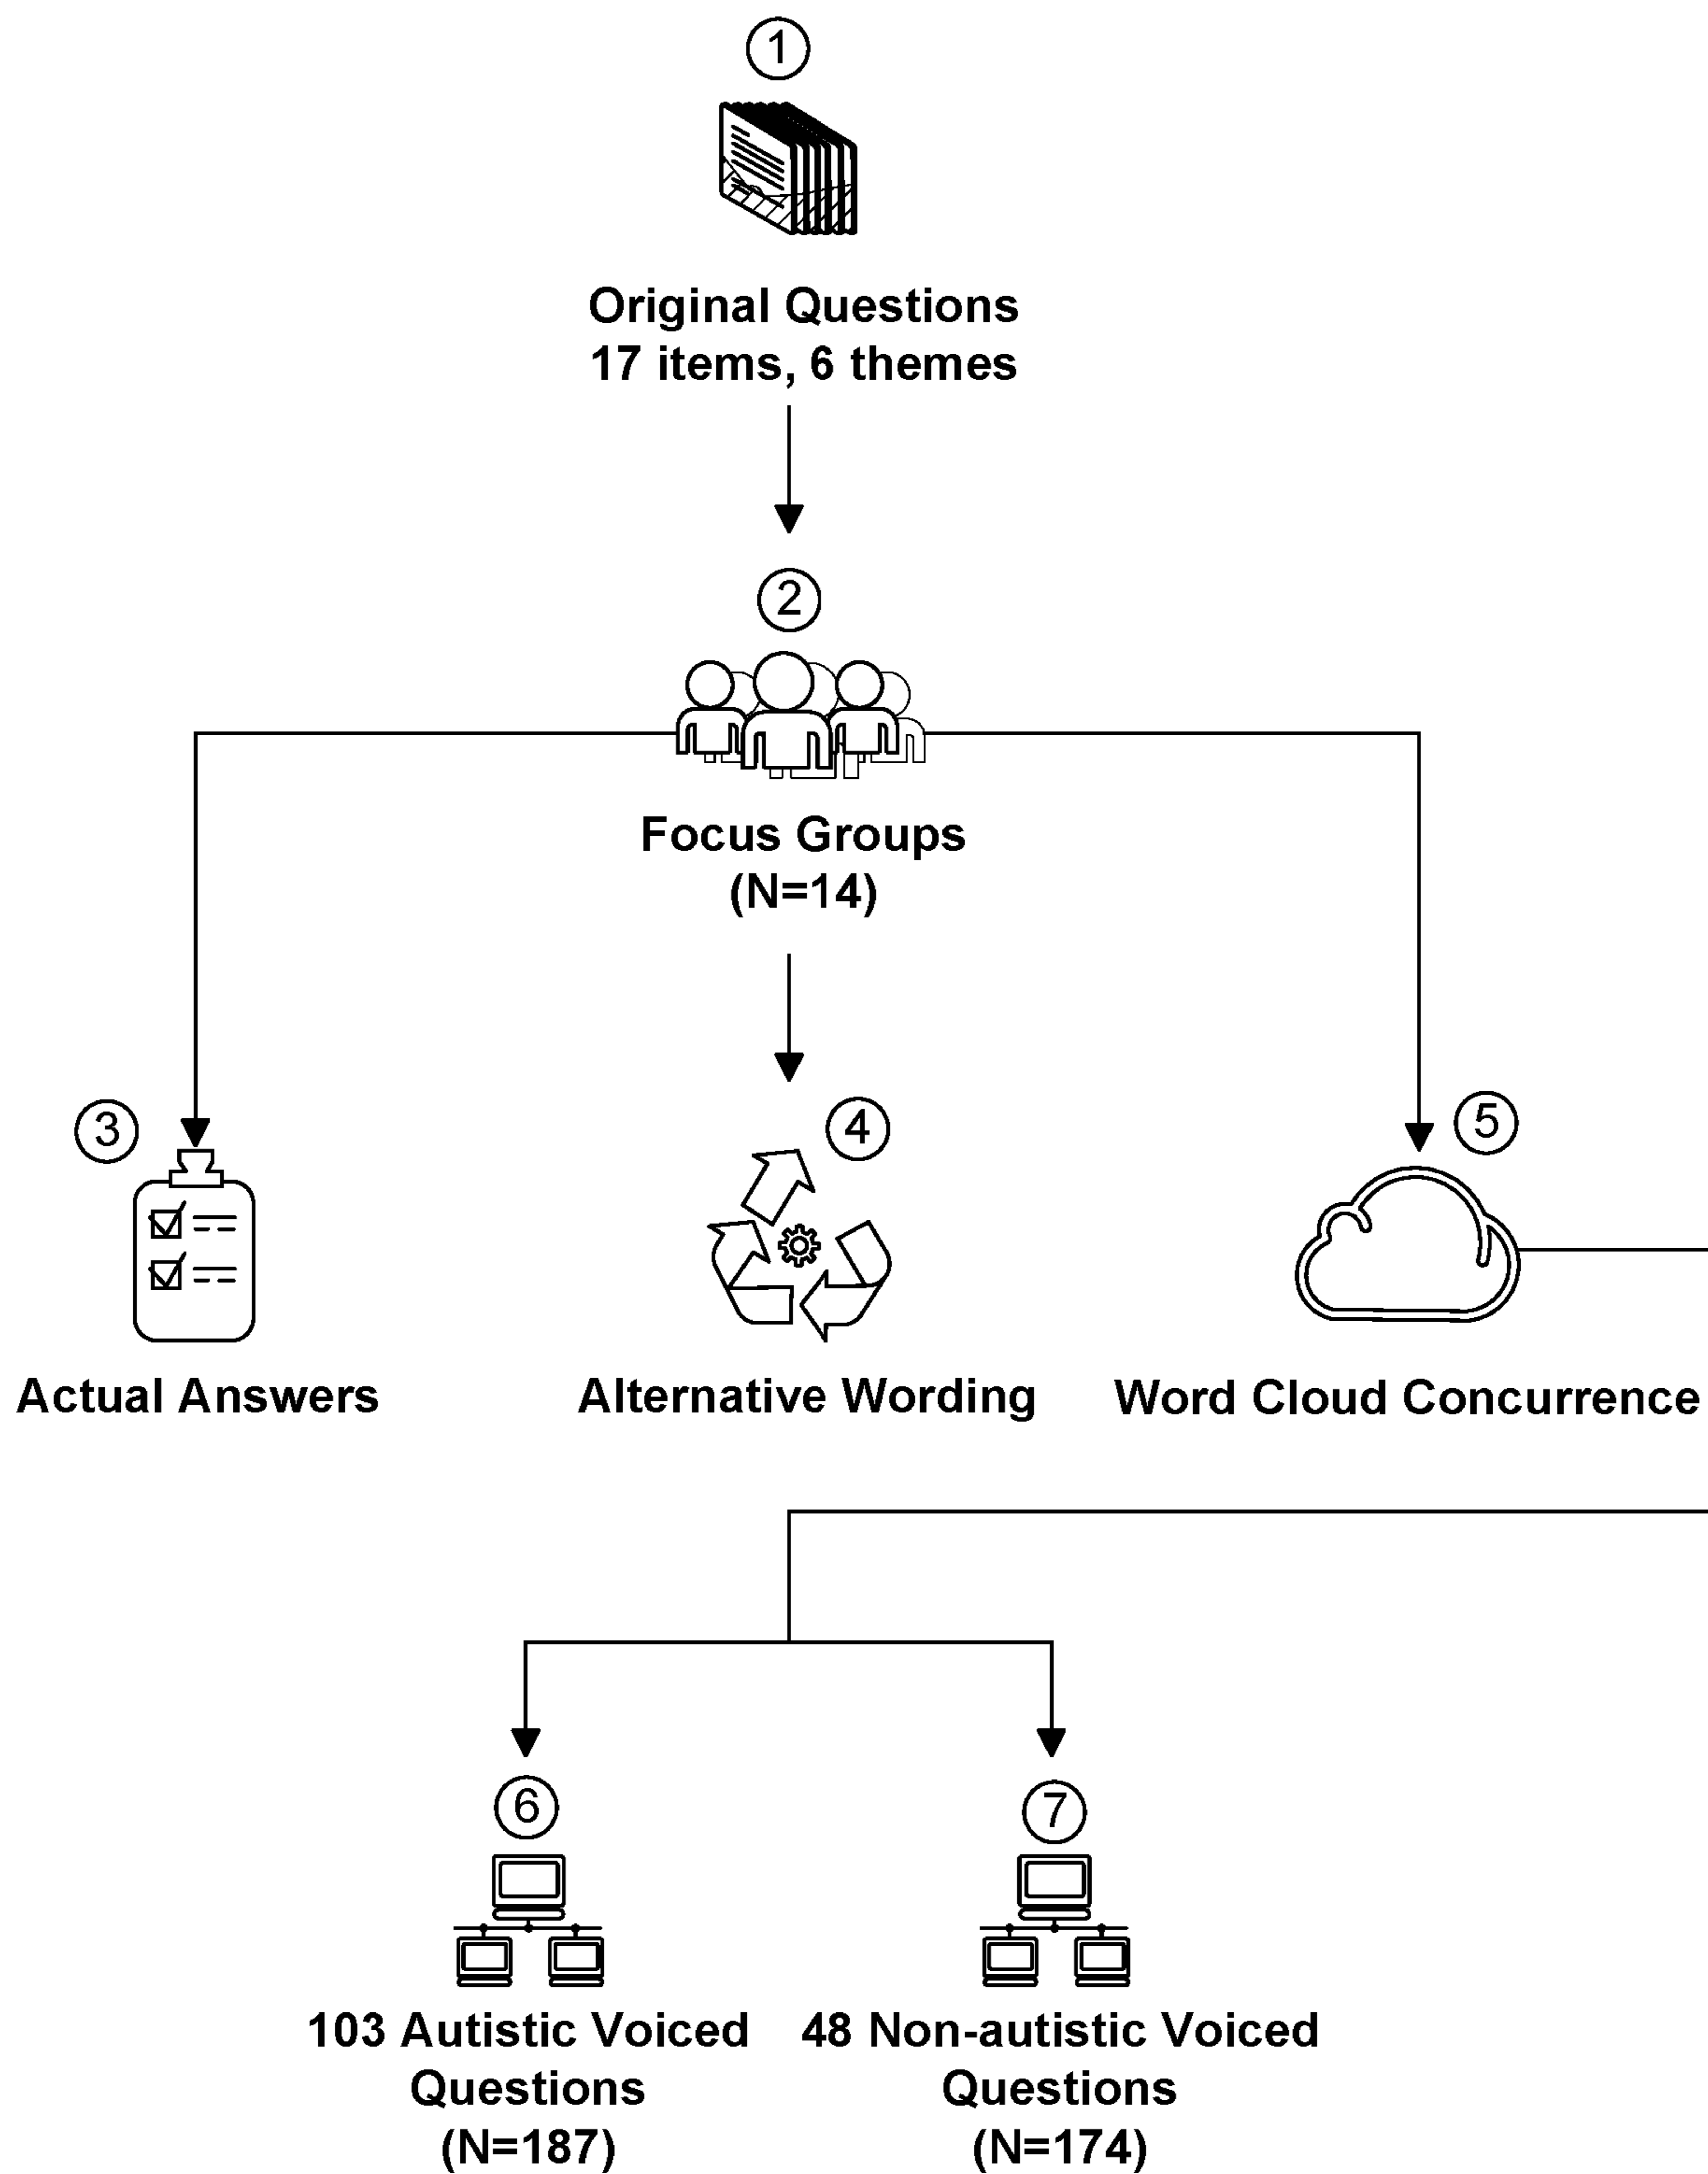 1
Original Questions
17 items, 6 themes
2
Focus Groups
(N=14)
3
Actual Answers
4
Alternative Wording
5
Word Cloud Concurrence
6
103 Autistic Voiced
Questions
(N=187)
7
48 Non-autistic Voiced
Questions
(N=174)